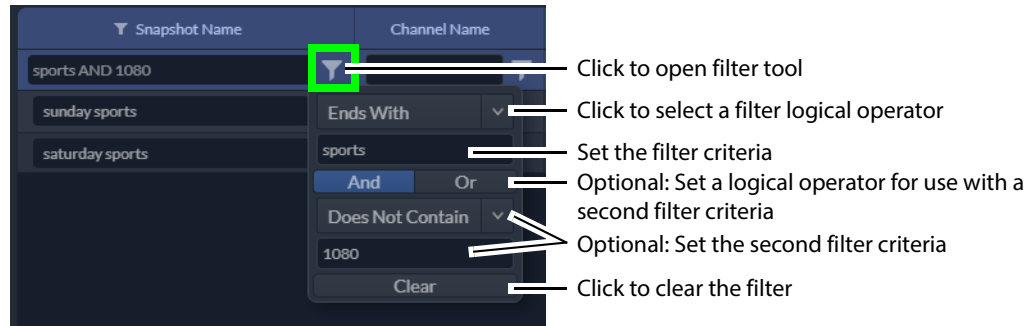 Snapshot Name
Channel Name
sports AND 1080
Click to open filter tool
sunday sports
Ends With
Click to select a filter logical operator
saturday sports
sports
Set the filter criteria
And
Or
Optional: Set a logical operator for use with a
second filter criteria
Does Not Contain
1080
Optional: Set the second filter criteria
Clear
Click to clear the filter